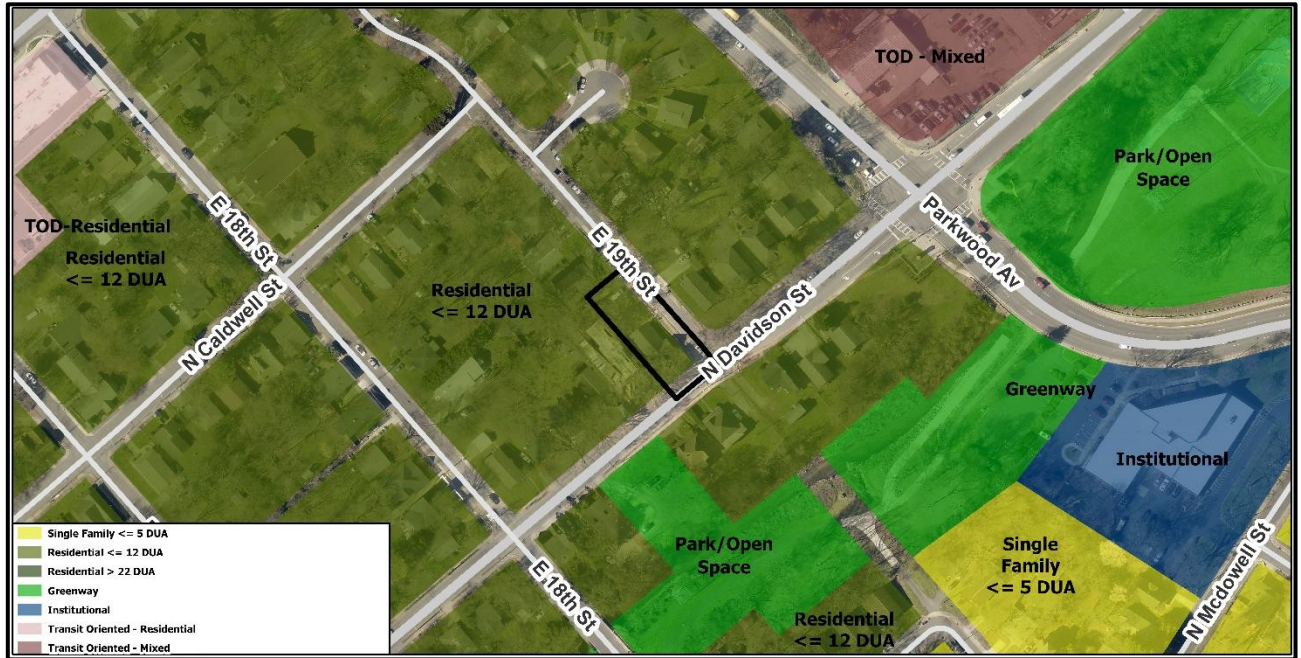 TOD - Mixed
Park/Open
Space
E 18th St
E 19th St
Parkwood Av
TOD-Residential
Residential
<= 12 DUA
Residential
<= 12 DUA
N Caldwell St
N Davidson St
Greenway
Institutional
Park/Open
Space
Single
Family
<= 5 DUA
E 18th St
Residential
<= 12 DUA
N Mcdowell St
Single Family <= 5 DUA
Residential <= 12 DUA
Residential > 22 DUA
Greenway
Institutional
Transit Oriented - Residential
Transit Oriented - Mixed